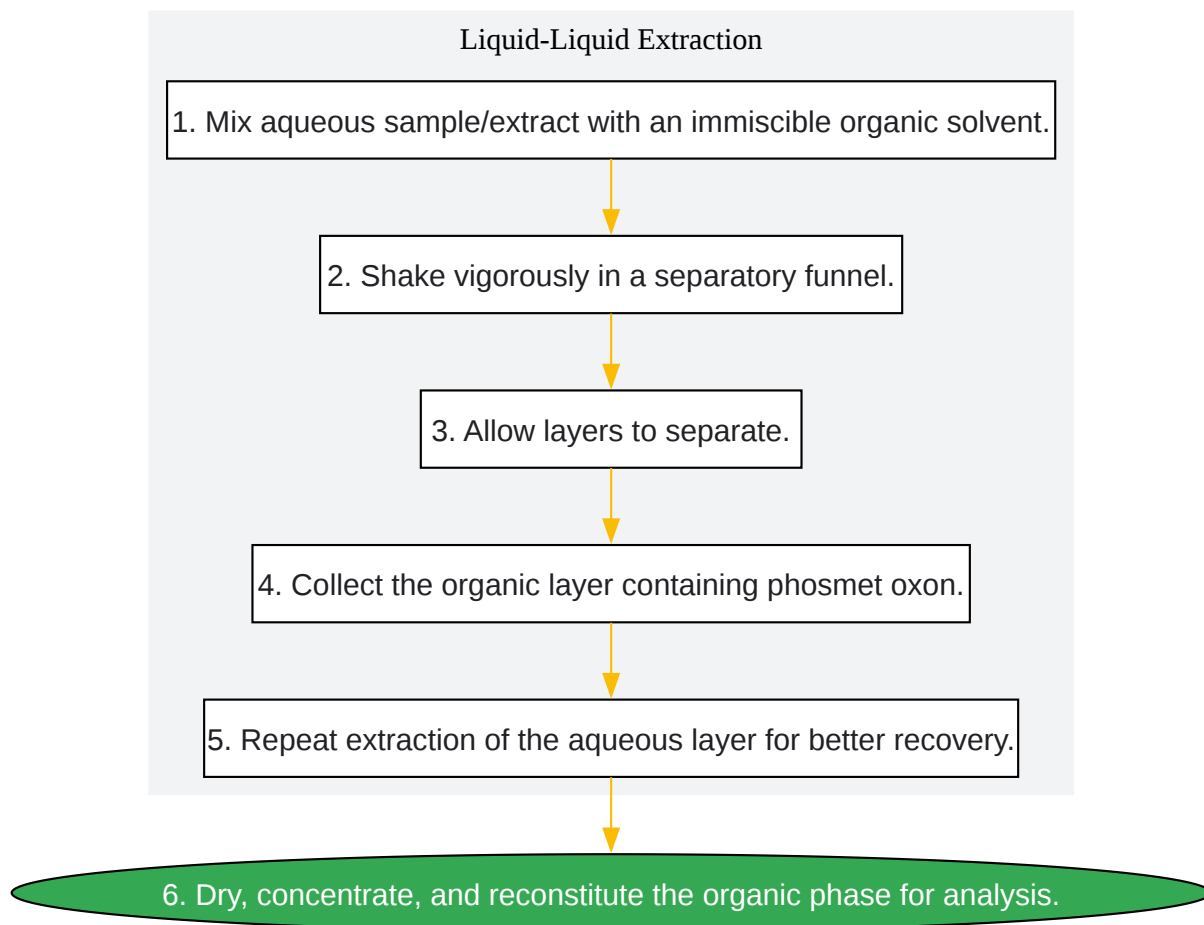 Liquid-Liquid Extraction
1. Mix aqueous sample/extract with an immiscible organic solvent.
2. Shake vigorously in a separatory funnel.
3. Allow layers to separate.
4. Collect the organic layer containing phosmet oxon.
5. Repeat extraction of the aqueous layer for better recovery.
6. Dry, concentrate, and reconstitute the organic phase for analysis.